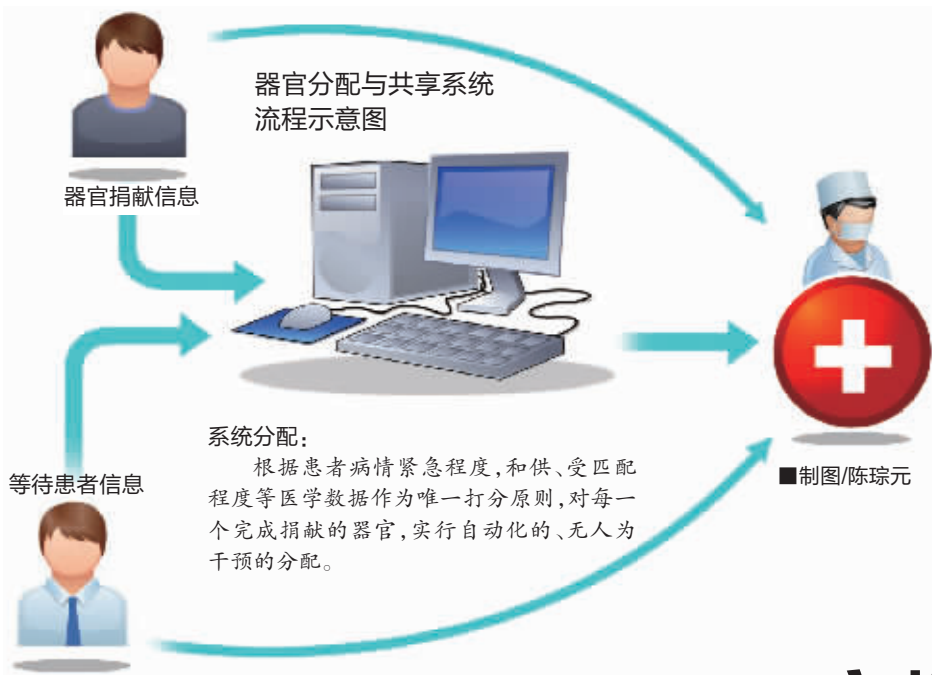 器官分配与共享系统
流程示意图
器官捐献信息
系统分配：
根据患者病情紧急程度，和供、受匹配
程度等医学数据作为唯一打分原则，对每一
个完成捐献的器官，实行自动化的、无人为
干预的分配。
等待患者信息
■制图/陈琮元